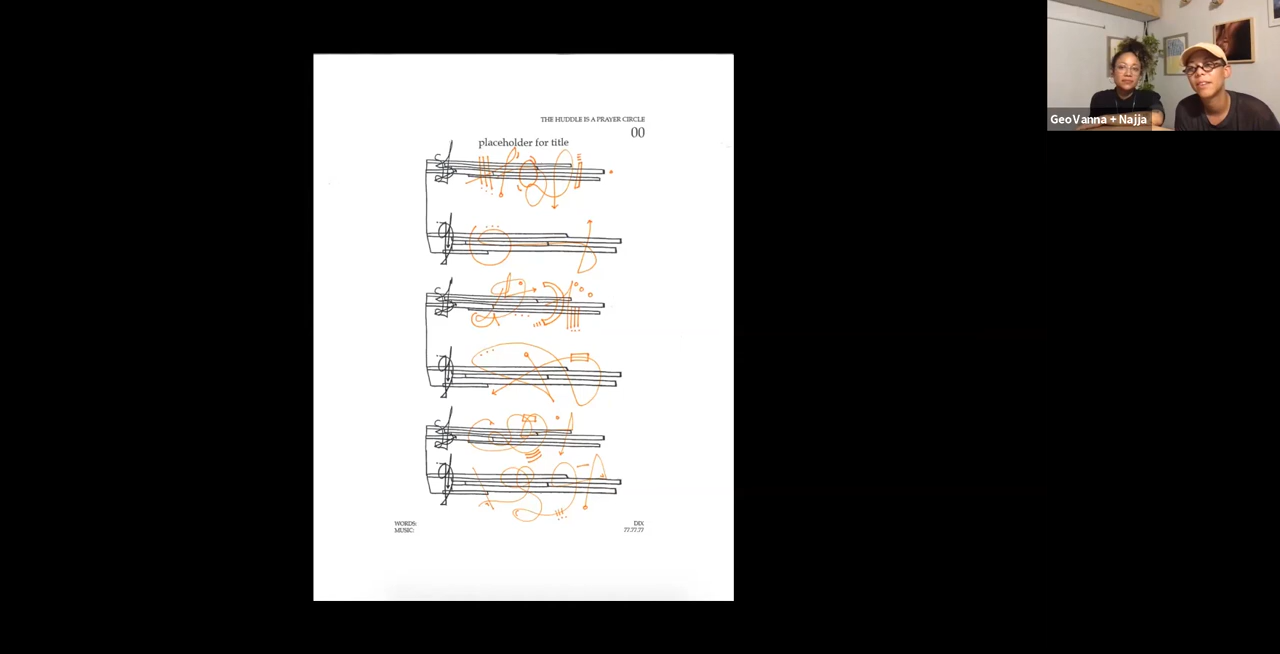 THE HUDDLE IS A PRAYER CIRCLE
00
placeholder for title
WORDS:
MUSIC:
DIX
77.77.77
GeoVanna + Najja